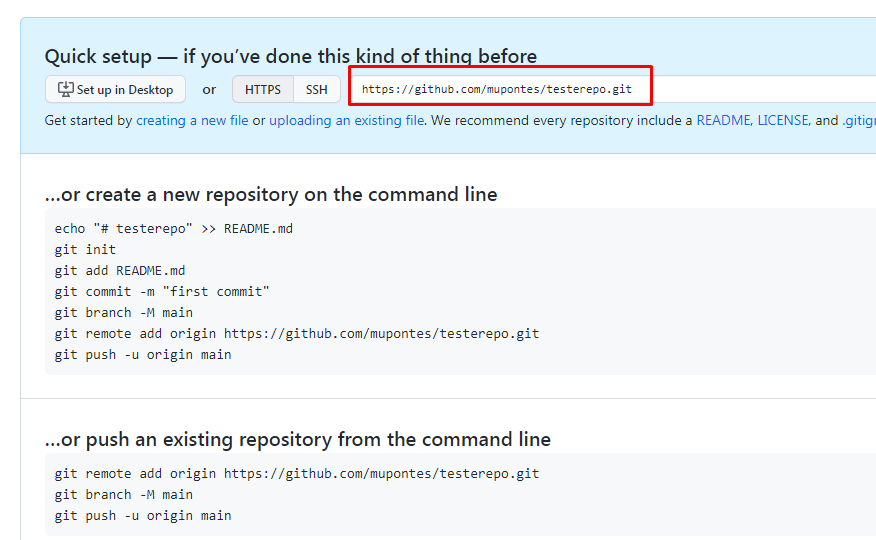 Quick setup — if you’ve done this kind of thing before
Set up in Desktop or HTTPS SSH https://github.com/mupontes/testerepo.git
Get started by creating a new file or uploading an existing file. We recommend every repository include a README, LICENSE, and .gitign
…or create a new repository on the command line
echo "# testerepo" >> README.md
git init
git add README.md
git commit -m "first commit"
git branch -M main
git remote add origin https://github.com/mupontes/testerepo.git
git push -u origin main
…or push an existing repository from the command line
git remote add origin https://github.com/mupontes/testerepo.git
git branch -M main
git push -u origin main